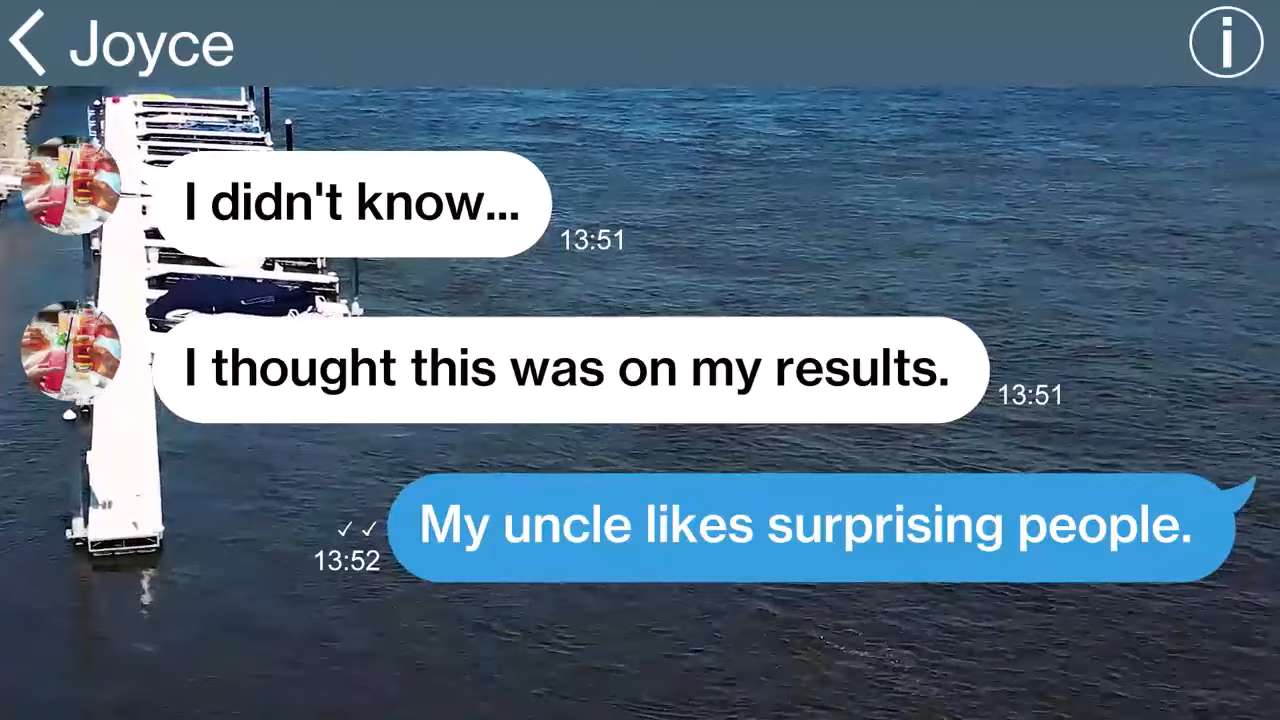 Joyce
I didn't know...
13:51
I thought this was on my results.
13:51
My uncle likes surprising people.
✓ ✓
13:52